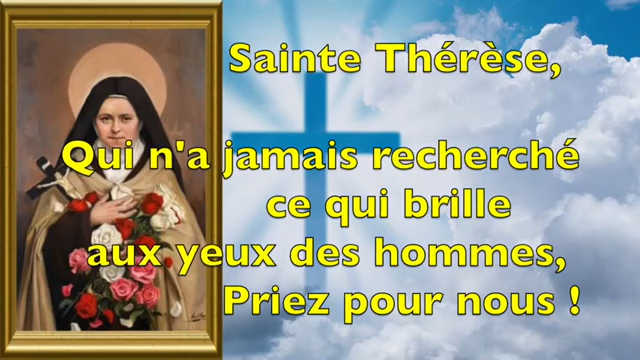 Sainte Thérèse,
Qui n'a jamais recherché
ce qui brille
aux yeux des hommes,
Priez pour nous !